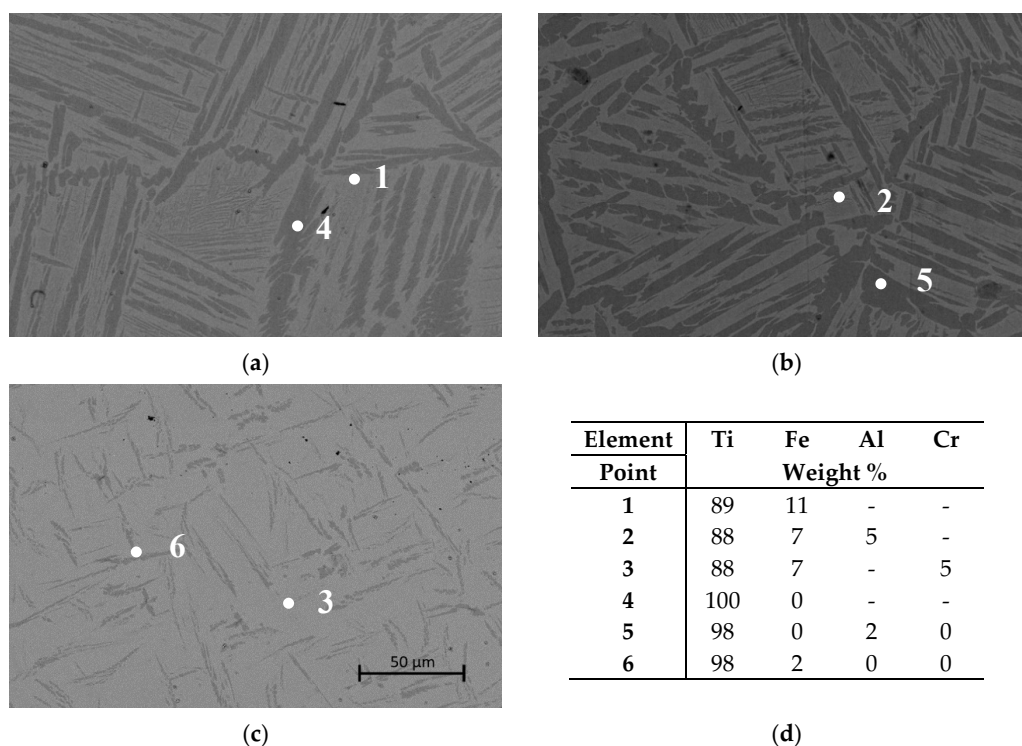 1
4
2
5
(a)
(b)
6
3
50 µm
Element Ti Fe Al Cr
Point Weight %
1 89 11 - -
2 88 7 5 -
3 88 7 - 5
4 100 0 - -
5 98 0 2 0
6 98 2 0 0
(c)
(d)